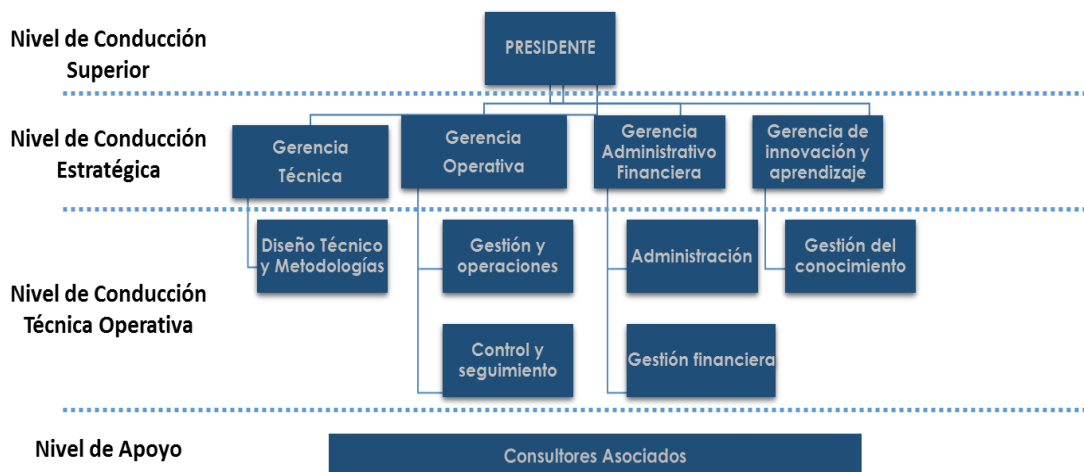 Nivel de Conducción
Superior
PRESIDENTE
Nivel de Conducción
Estratégica
Gerencia
Técnica
Gerencia
Operativa
Gerencia
Administrativo
Financiera
Gerencia de
innovación y
aprendizaje
Nivel de Conducción
Técnica Operativa
Diseño Técnico
y Metodologías
Gestión y
operaciones
Administración
Gestión del
conocimiento
Control y
seguimiento
Gestión financiera
Nivel de Apoyo
Consultores Asociados